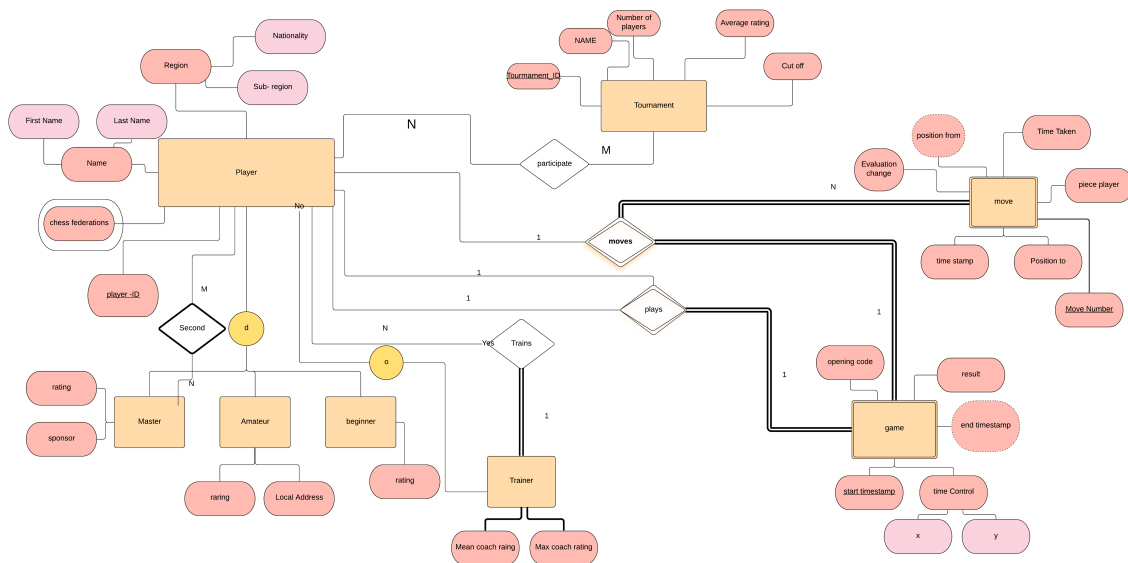 Number of
players
Average rating
Nationality
NAME
Region
Cut off
Tournament_ID
Sub- region
Tournament
First Name
Last Name
N
position from
Time Taken
M
participate
Name
Evaluation
change
Player
piece player
N
move
No
chess federations
1
moves
time stamp
Position to
1
M
player -ID
1
plays
Move Number
1
Second
d
N
Yes
Trains
o
opening code
1
result
N
rating
1
Master
Amateur
beginner
game
end timestamp
sponsor
rating
Trainer
raring
Local Address
start timestamp
time Control
x
y
Mean coach raing
Max coach rating